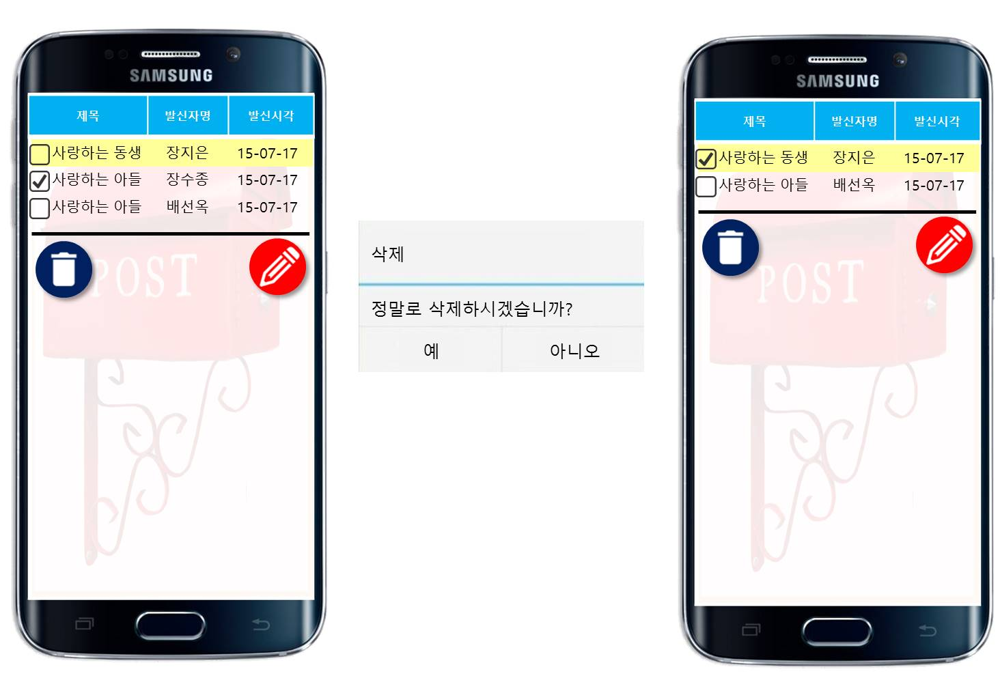 SAMSUNG
제목 발신자명 발신시각
사랑하는 동생 장지은 15-07-17
사랑하는 아들 장수종 15-07-17
사랑하는 아들 배선옥 15-07-17
POST
삭제
정말로 삭제하시겠습니까?
예 아니오
SAMSUNG
제목 발신자명 발신시각
사랑하는 동생 장지은 15-07-17
사랑하는 아들 배선옥 15-07-17
POST